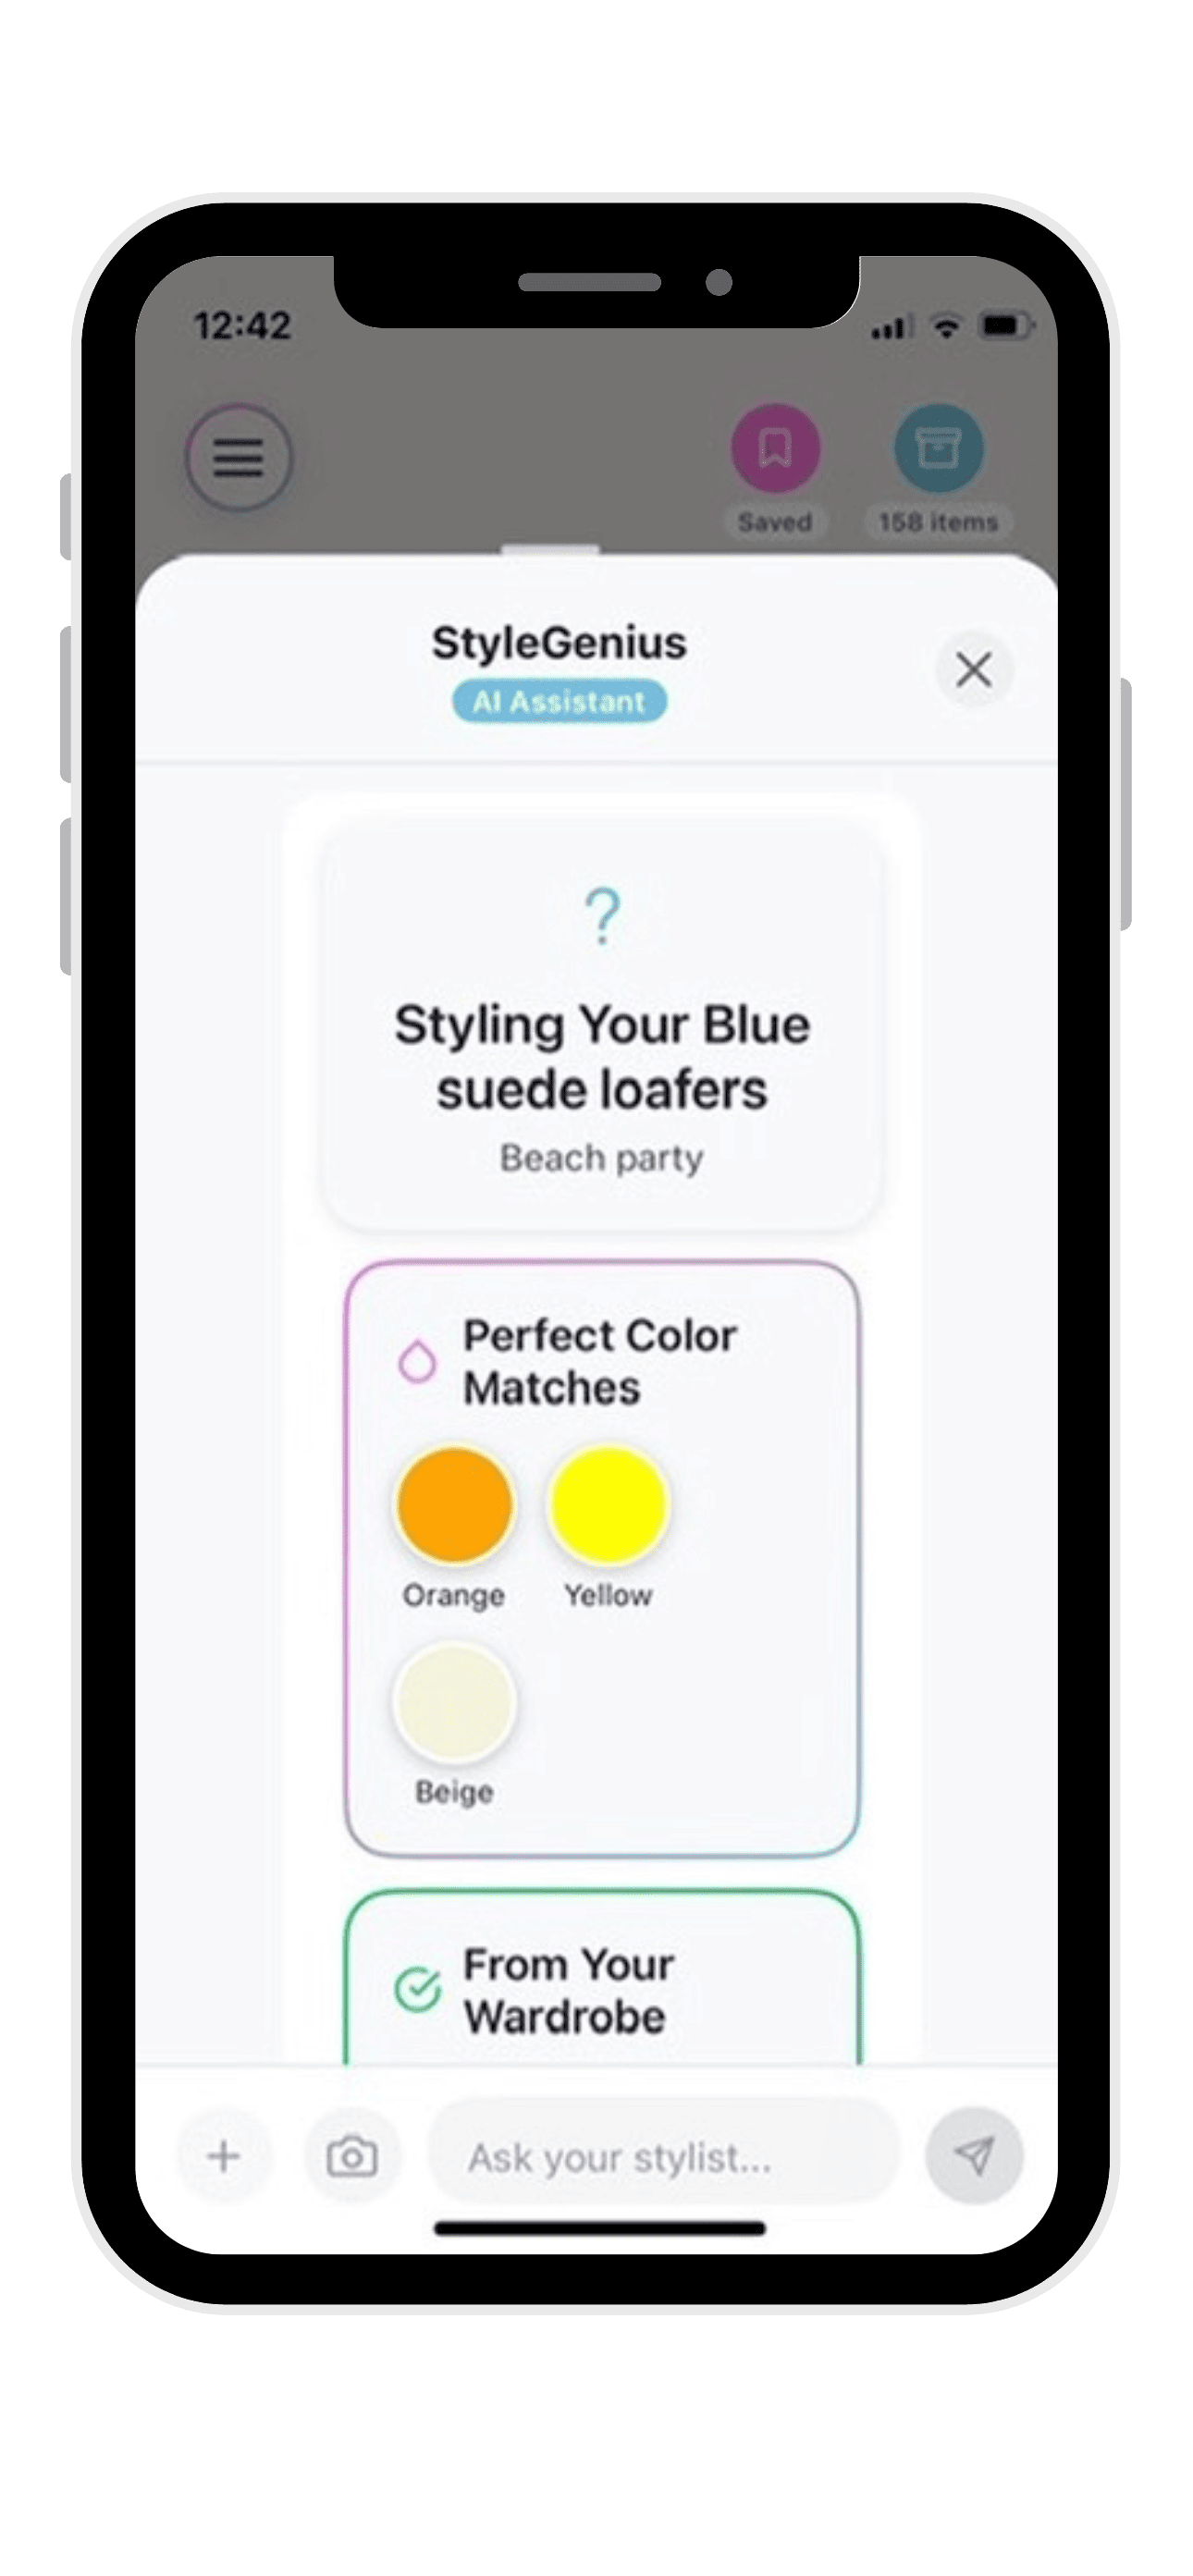 12:42
Saved
158 items
StyleGenius
AI Assistant
?
Styling Your Blue
suede loafers
Beach party
Perfect Color
Matches
Orange
Yellow
Beige
From Your
Wardrobe
Ask your stylist...